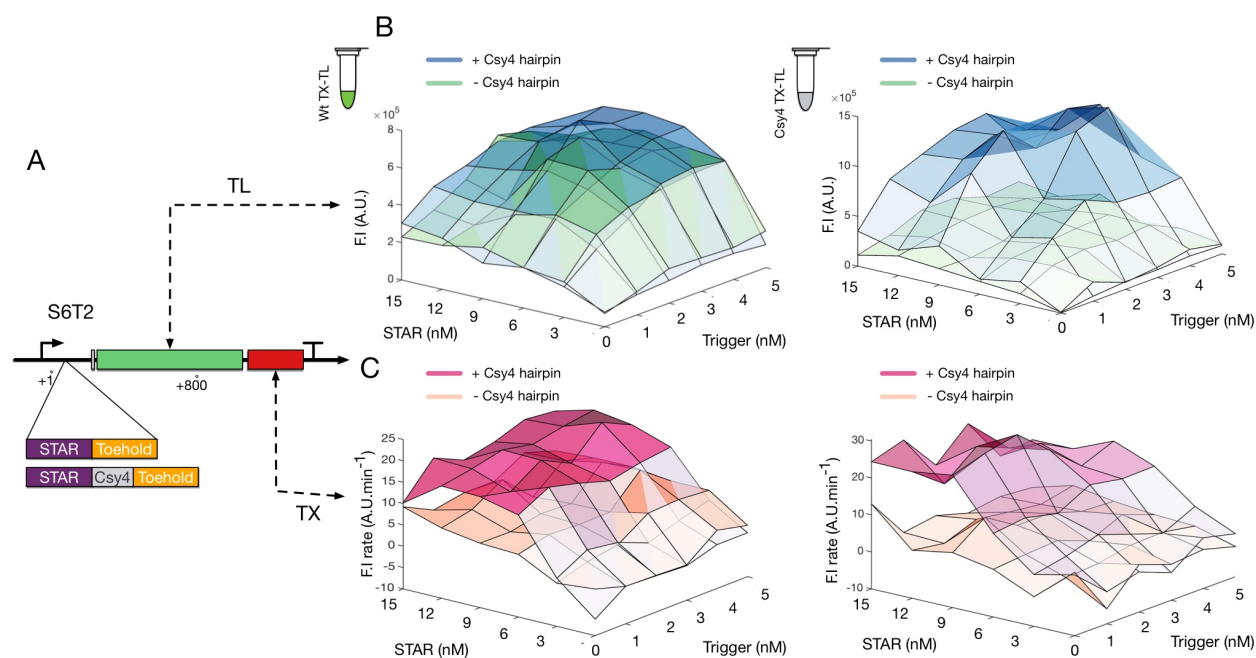 A
S6T2
+1
+800
STAR Toehold
STAR Csy4 Toehold
TL
TX
B
Wt TX-TL
+ Csy4 hairpin
- Csy4 hairpin
×10⁵
F.I (A.U.)
8
6
4
2
0
15 12 9 6 3 0
STAR (nM)
1 2 3 4 5
Trigger (nM)
Csy4 TX-TL
+ Csy4 hairpin
- Csy4 hairpin
×10⁵
F.I (A.U.)
15
10
5
0
15 12 9 6 3 0
STAR (nM)
1 2 3 4 5
Trigger (nM)
C
+ Csy4 hairpin
- Csy4 hairpin
F.I rate (A.U.min⁻¹)
25
20
15
10
5
0
-5
-10
15 12 9 6 3 0
STAR (nM)
1 2 3 4 5
Trigger (nM)
+ Csy4 hairpin
- Csy4 hairpin
F.I rate (A.U.min⁻¹)
30
20
10
0
-10
15 12 9 6 3 0
STAR (nM)
1 2 3 4 5
Trigger (nM)